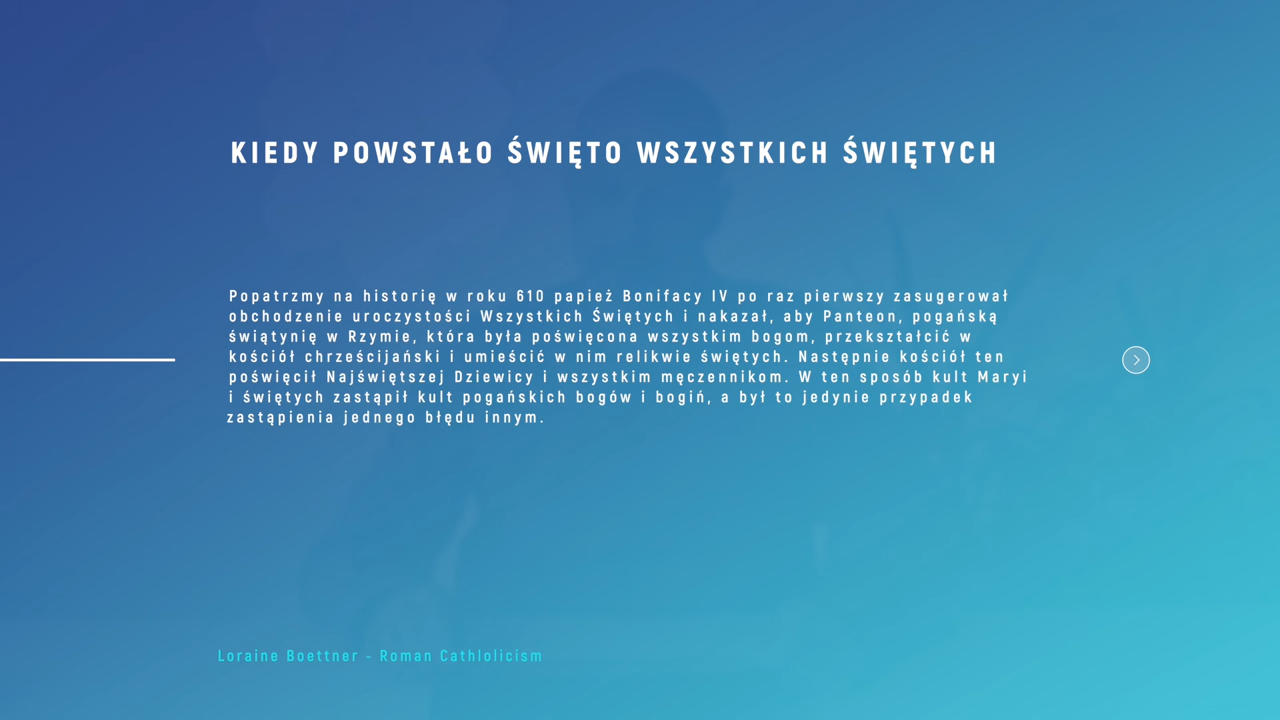 KIEDY POWSTAŁO ŚWIĘTO WSZYSTKICH ŚWIĘTYCH
Popatrzmy na historię w roku 610 papież Bonifacy IV po raz pierwszy zasugerował
obchodzenie uroczystości Wszystkich Świętych i nakazał, aby Panteon, pogańską
świątynię w Rzymie, która była poświęcona wszystkim bogom, przekształcić w
kościół chrześcijański i umieścić w nim relikwie świętych. Następnie kościół ten
poświęcił Najświętszej Dziewicy i wszystkim męczennikom. W ten sposób kult Maryi
i świętych zastąpił kult pogańskich bogów i bogiń, a był to jedynie przypadek
zastąpienia jednego błędu innym.
Loraine Boettner - Roman Cathlolicism